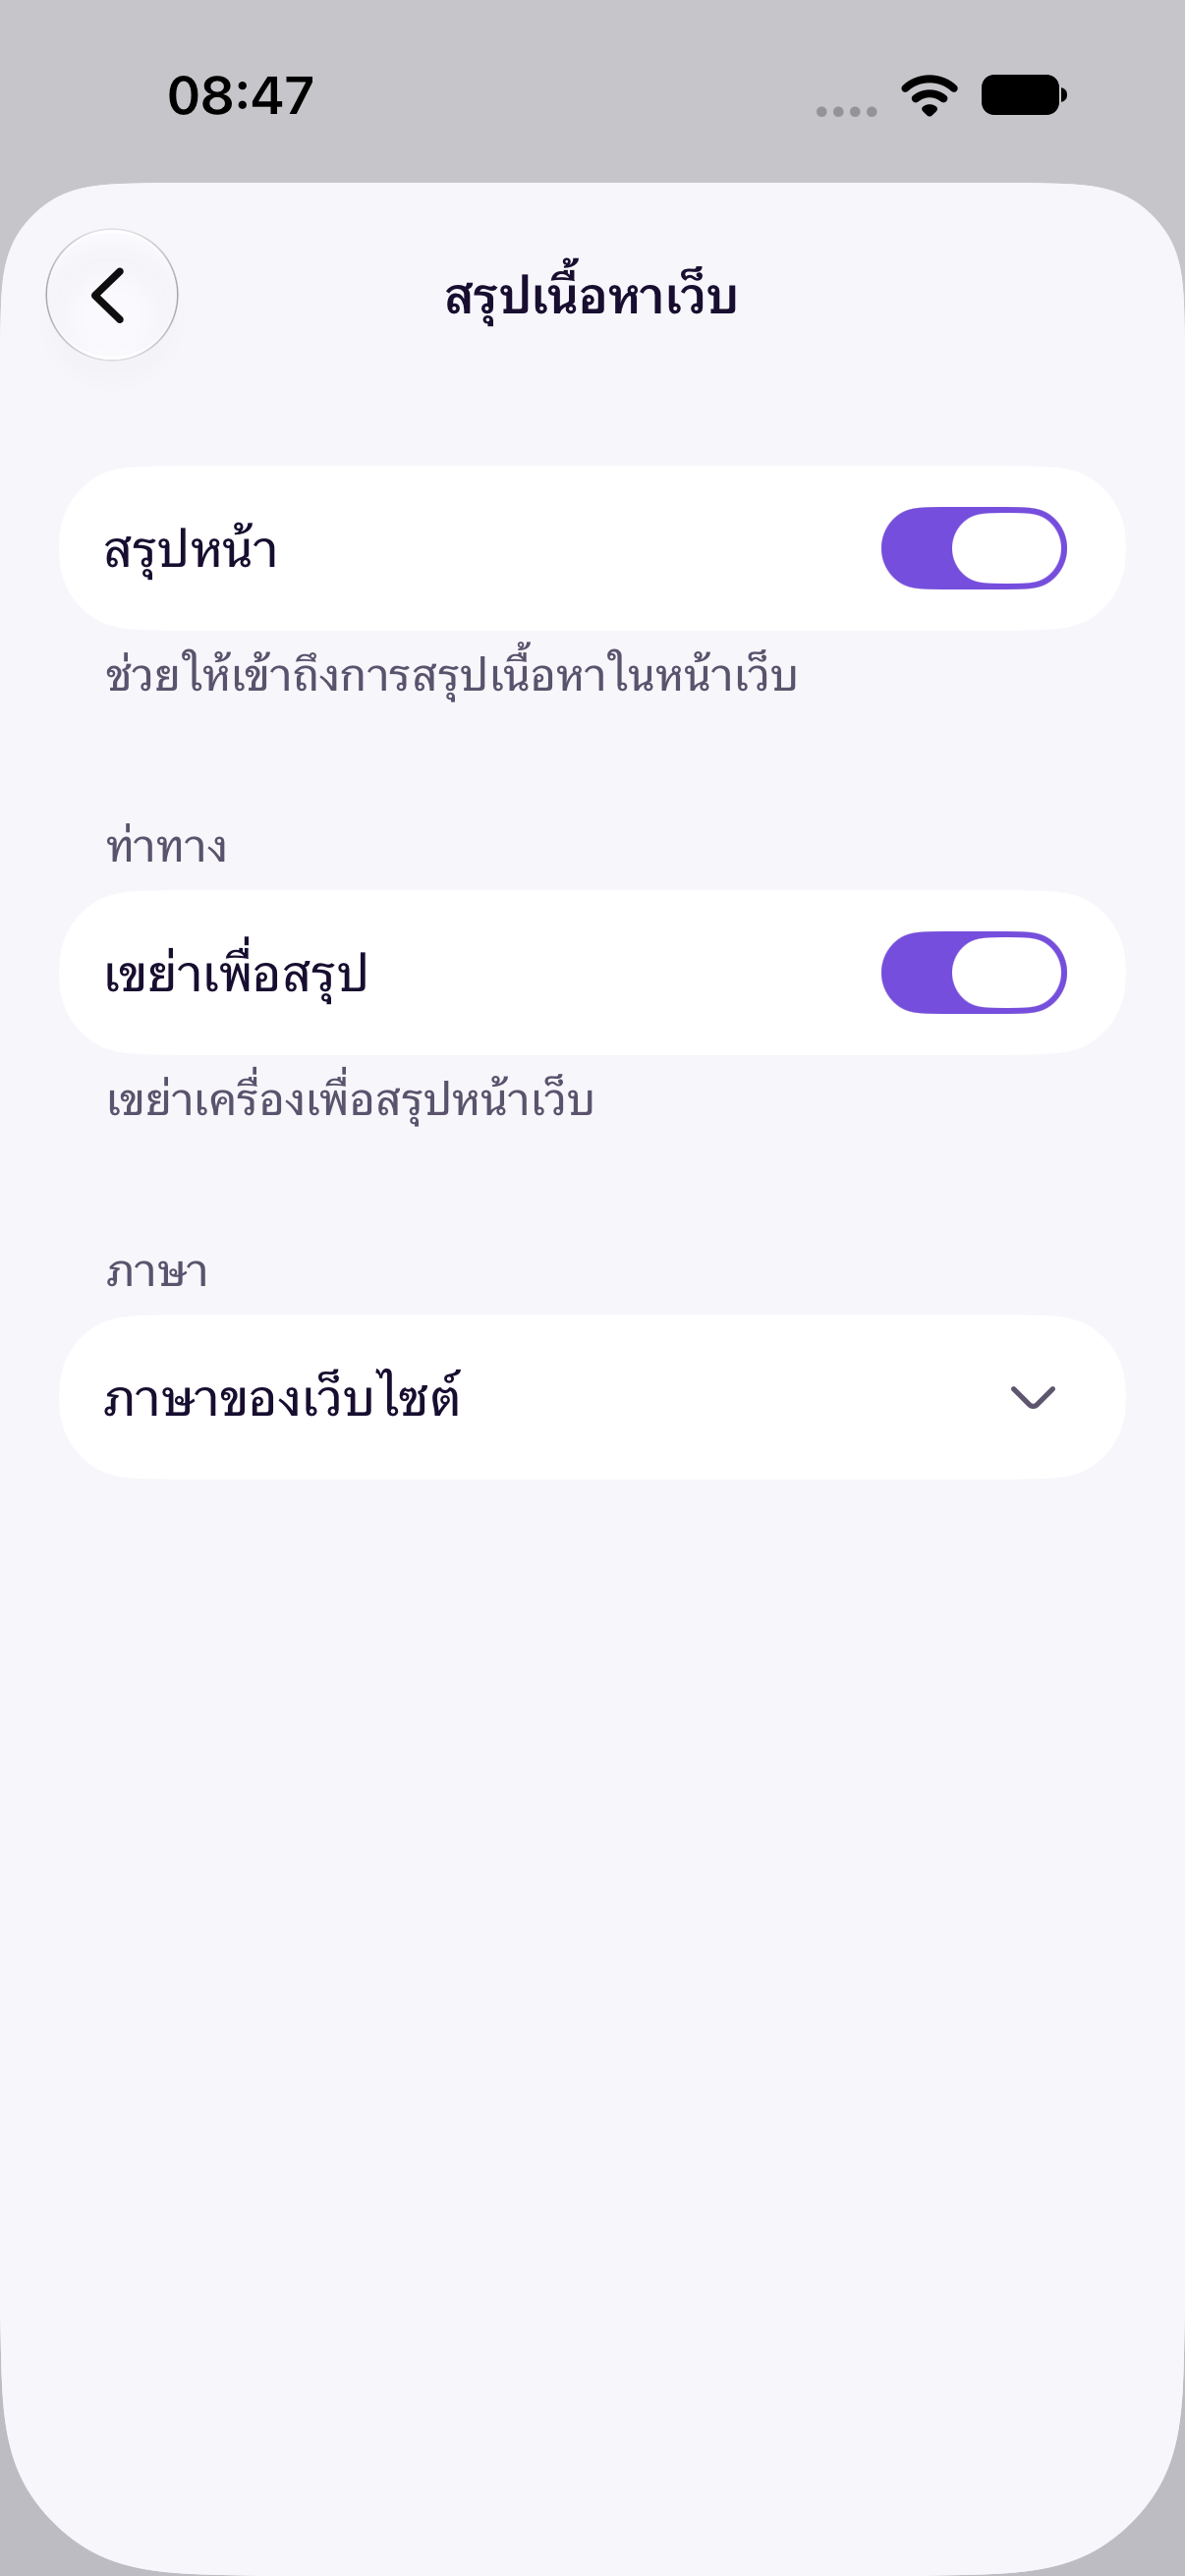 08:47
สรุปเนื้อหาเว็บ
สรุปหน้า
ช่วยให้เข้าถึงการสรุปเนื้อหาในหน้าเว็บ
ท่าทาง
เขย่าเพื่อสรุป
เขย่าเครื่องเพื่อสรุปหน้าเว็บ
ภาษา
ภาษาของเว็บไซต์